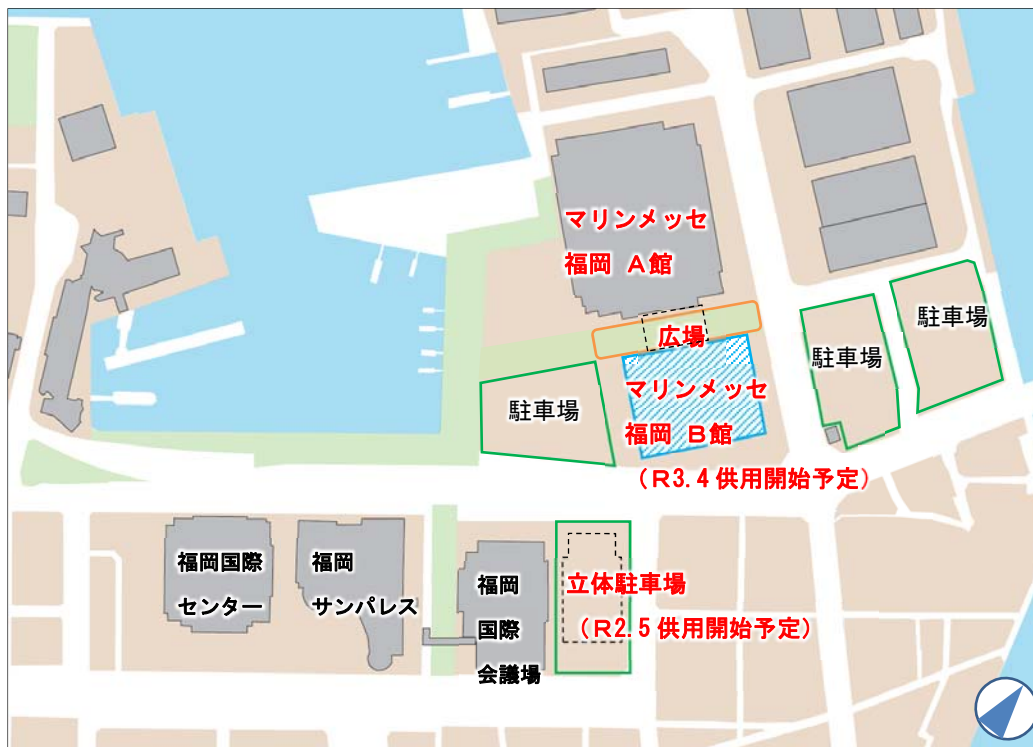 マリンメッセ
福岡 A館
広場
駐車場
駐車場
駐車場
マリンメッセ
福岡 B館
(R3.4供用開始予定)
福岡国際
センター
福岡
サンパレス
福岡
国際
会議場
立体駐車場
(R2.5供用開始予定)